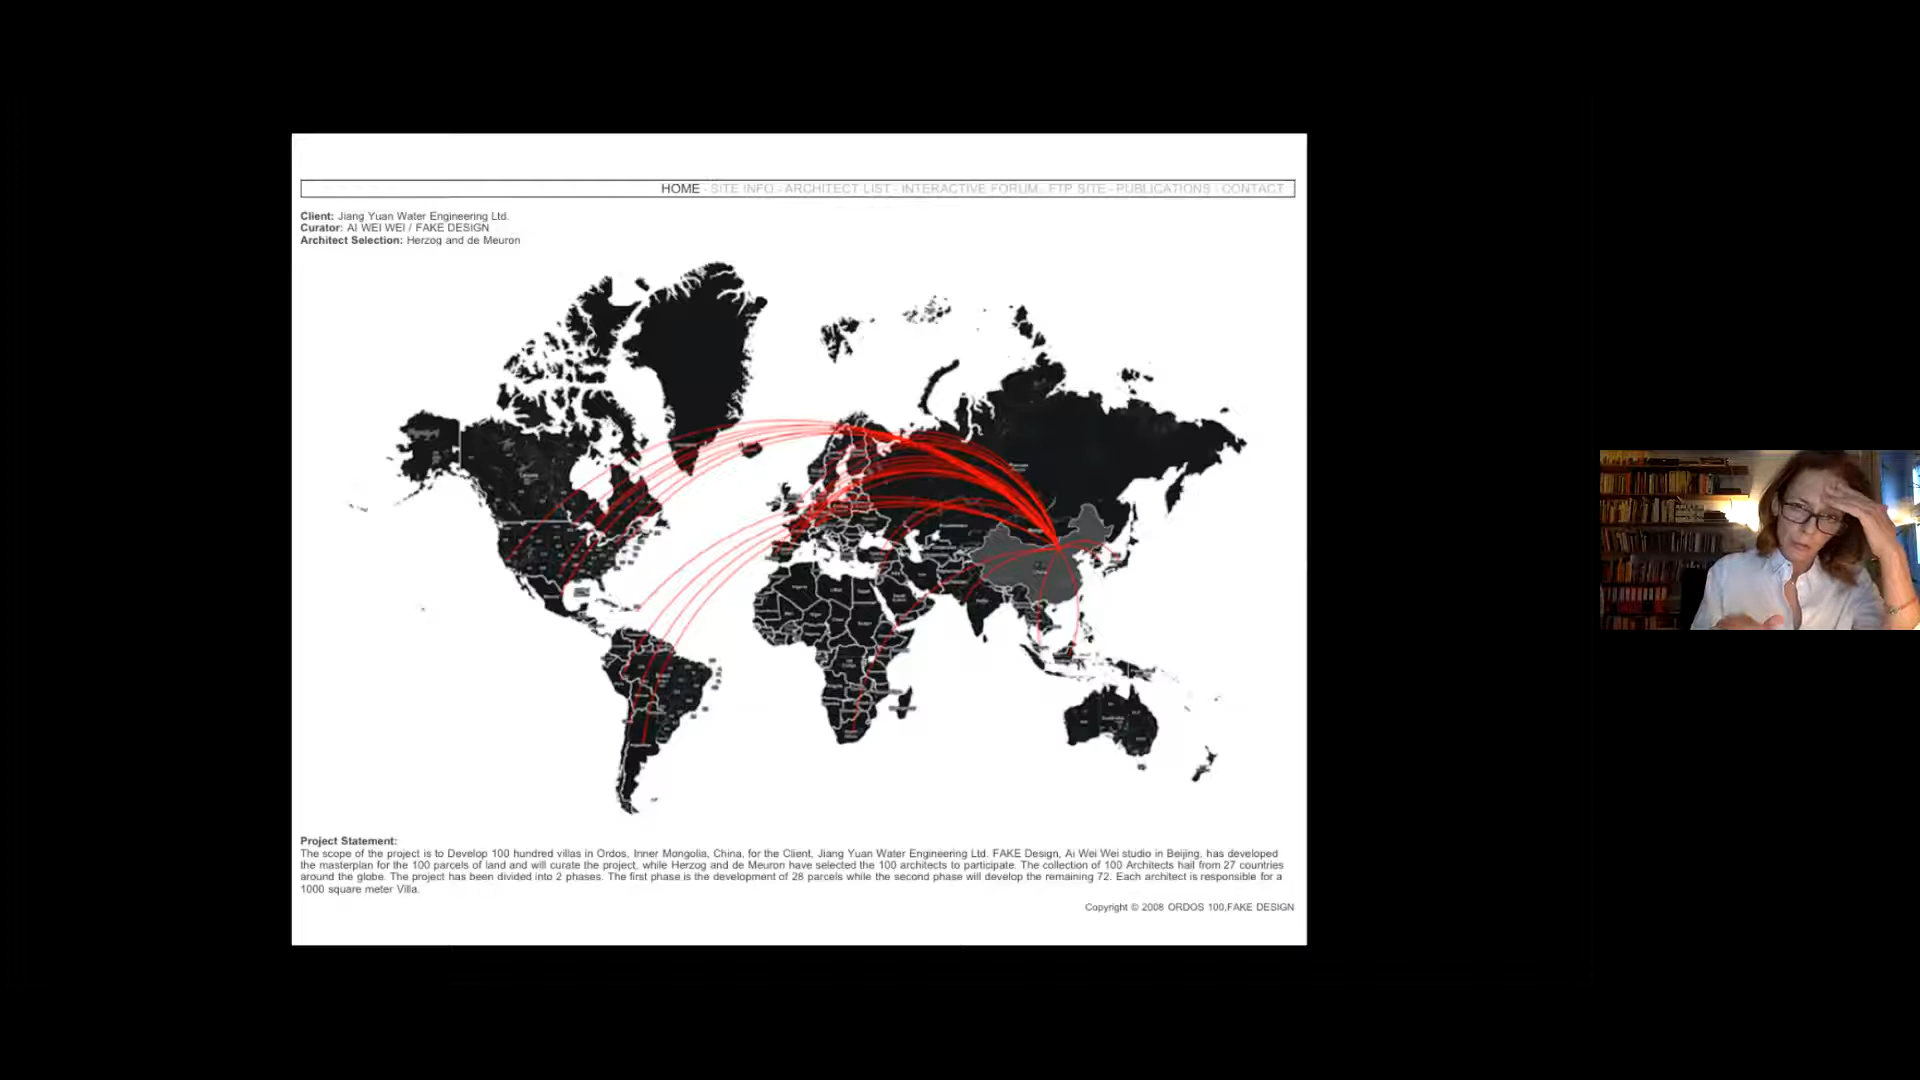 HOME - SITE INFO - ARCHITECT LIST - INTERACTIVE FORUM - FTP SITE - PUBLICATIONS - CONTACT
Client: Jiang Yuan Water Engineering Ltd.
Curator: AI WEI WEI / FAKE DESIGN
Architect Selection: Herzog and de Meuron
Project Statement:
The scope of the project is to Develop 100 hundred villas in Ordos, Inner Mongolia, China, for the Client, Jiang Yuan Water Engineering Ltd. FAKE Design, Ai Wei Wei studio in Beijing, has developed
the masterplan for the 100 parcels of land and will curate the project, while Herzog and de Meuron have selected the 100 architects to participate. The collection of 100 Architects hail from 27 countries
around the globe. The project has been divided into 2 phases. The first phase is the development of 28 parcels while the second phase will develop the remaining 72. Each architect is responsible for a
1000 square meter Villa.
Copyright © 2008 ORDOS 100,FAKE DESIGN